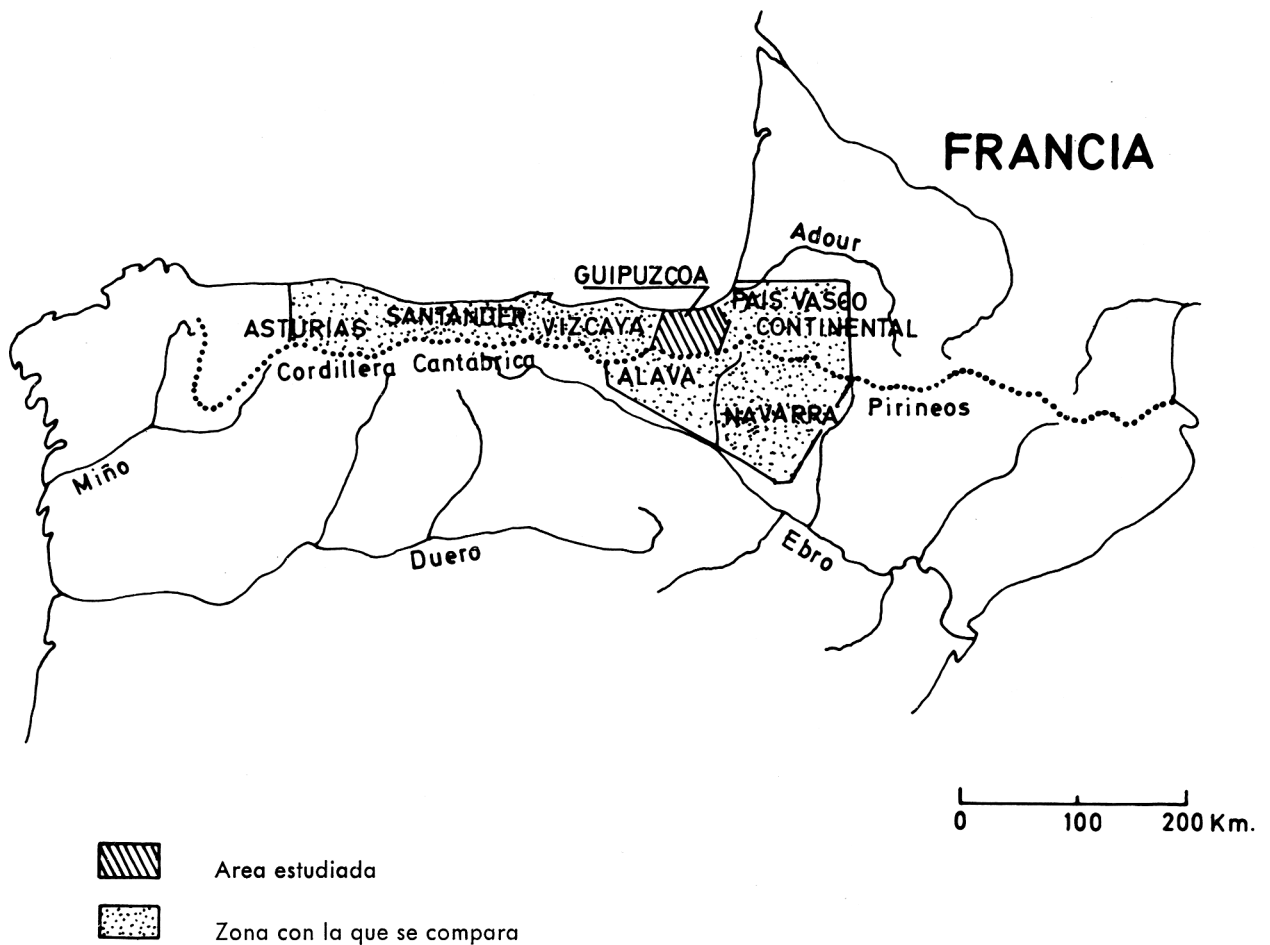 FRANCIA
Adour
GUIPUZCOA
PAIS VASCO
CONTINENTAL
ASTURIAS
SANTANDER
VIZCAYA
Cordillera Cantábrica
ALAVA
NAVARRA
Pirineos
Miño
Duero
Ebro
0 100 200 Km.
Area estudiada
Zona con la que se compara